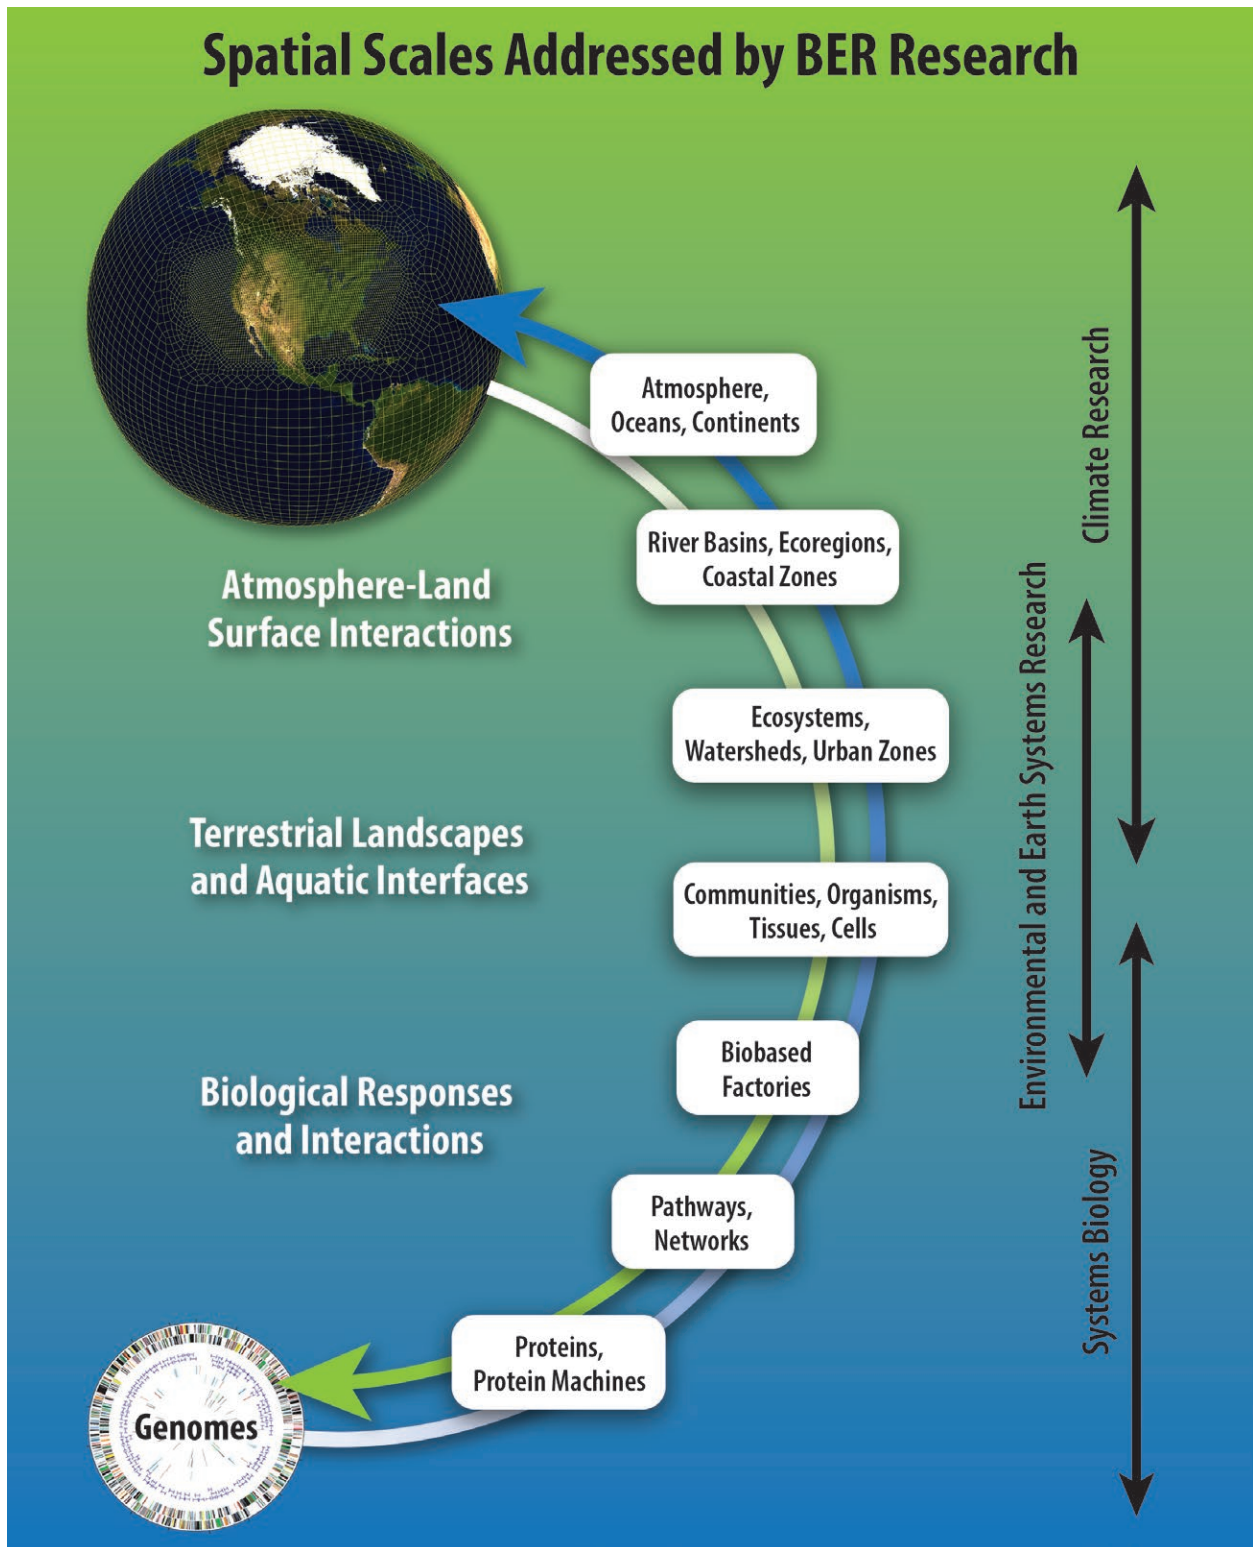 Spatial Scales Addressed by BER Research
Atmosphere,
Oceans, Continents
River Basins, Ecoregions,
Coastal Zones
Atmosphere-Land
Surface Interactions
Ecosystems,
Watersheds, Urban Zones
Terrestrial Landscapes
and Aquatic Interfaces
Communities, Organisms,
Tissues, Cells
Biobased
Factories
Biological Responses
and Interactions
Pathways,
Networks
Proteins,
Protein Machines
Genomes
Climate Research
Environmental and Earth Systems Research
Systems Biology